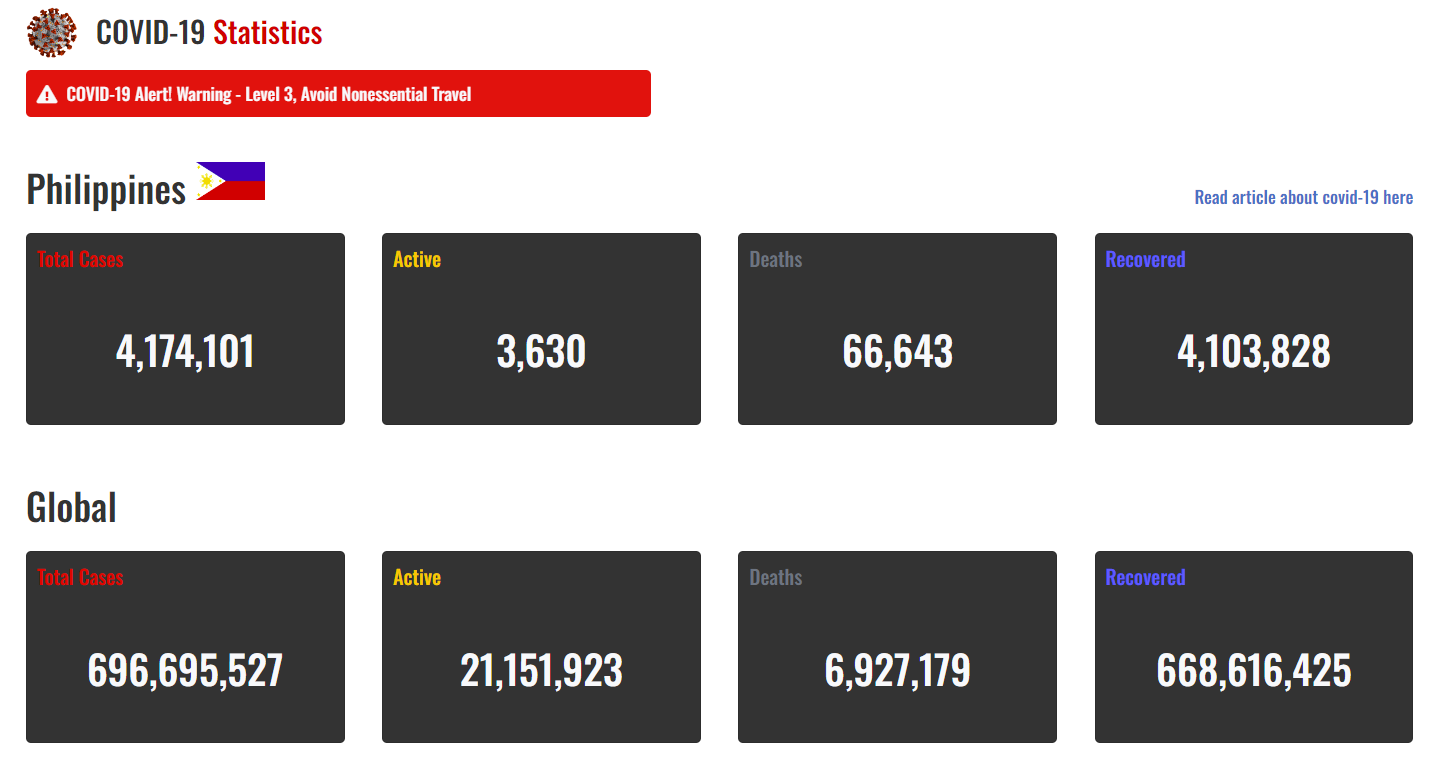 COVID-19 Statistics
COVID-19 Alert! Warning - Level 3, Avoid Nonessential Travel
Philippines
Read article about covid-19 here
Total Cases
4,174,101
Active
3,630
Deaths
66,643
Recovered
4,103,828
Global
Total Cases
696,695,527
Active
21,151,923
Deaths
6,927,179
Recovered
668,616,425